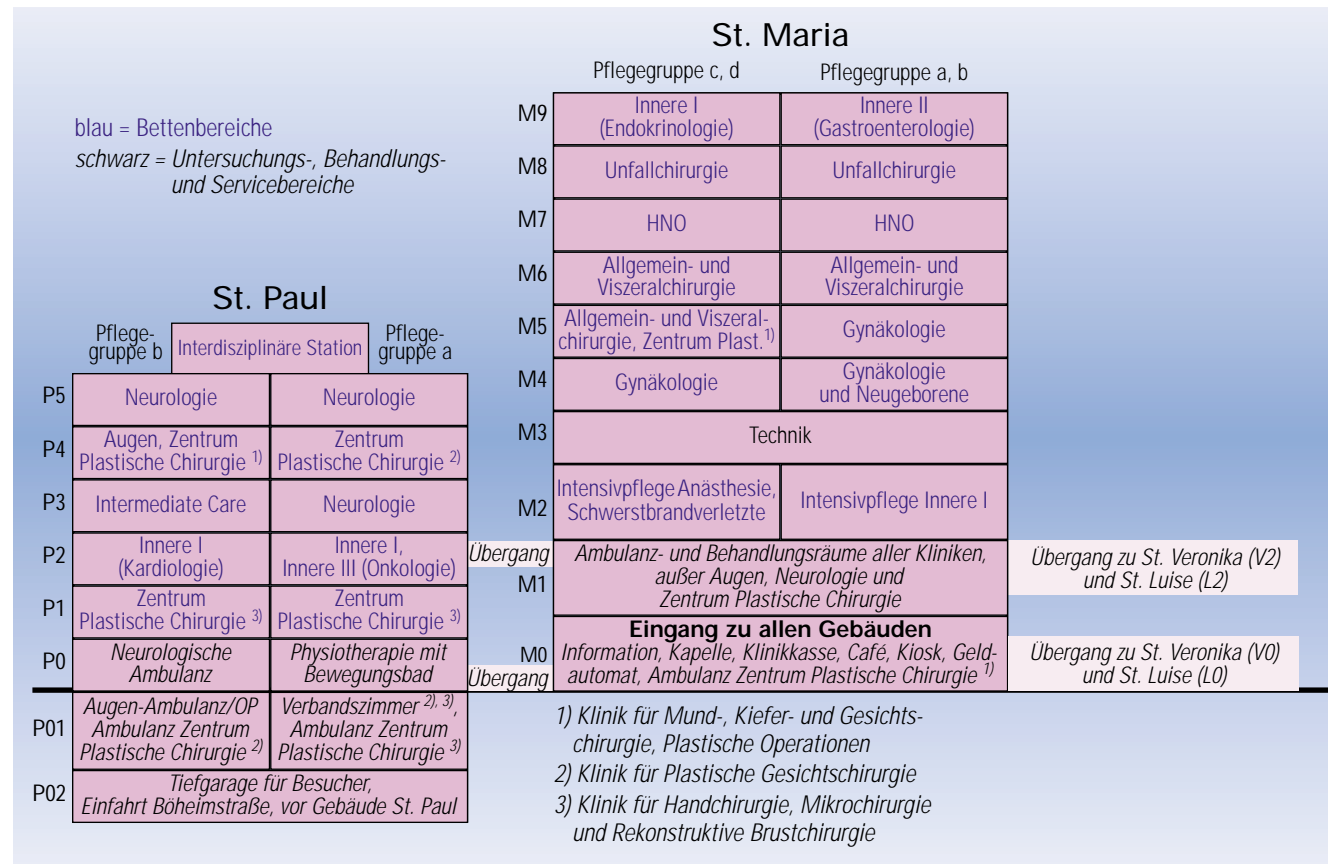 St. Maria
Pflegegruppe c, d
Pflegegruppe a, b
blau = Bettenbereiche
schwarz = Untersuchungs-, Behandlungs-
und Servicebereiche
M9
Innere I
(Endokrinologie)
Innere II
(Gastroenterologie)
M8
Unfallchirurgie
Unfallchirurgie
M7
HNO
HNO
M6
Allgemein- und
Viszeralchirurgie
Allgemein- und
Viszeralchirurgie
M5
Allgemein- und Viszeral-
chirurgie, Zentrum Plast.1)
Gynäkologie
M4
Gynäkologie
Gynäkologie
und Neugeborene
M3
Technik
M2
Intensivpflege Anästhesie,
Schwerstbrandverletzte
Intensivpflege Innere I
M1
Ambulanz- und Behandlungsräume aller Kliniken,
außer Augen, Neurologie und
Zentrum Plastische Chirurgie
M0
Eingang zu allen Gebäuden
Information, Kapelle, Klinikkasse, Café, Kiosk, Geld-
automat, Ambulanz Zentrum Plastische Chirurgie 1)
Übergang
Übergang
Übergang zu St. Veronika (V2)
und St. Luise (L2)
Übergang zu St. Veronika (V0)
und St. Luise (L0)
St. Paul
Pflege-
gruppe b
Interdisziplinäre Station
Pflege-
gruppe a
P5
Neurologie
Neurologie
P4
Augen, Zentrum
Plastische Chirurgie 1)
Zentrum
Plastische Chirurgie 2)
P3
Intermediate Care
Neurologie
P2
Innere I
(Kardiologie)
Innere I,
Innere III (Onkologie)
P1
Zentrum
Plastische Chirurgie 3)
Zentrum
Plastische Chirurgie 3)
P0
Neurologische
Ambulanz
Physiotherapie mit
Bewegungsbad
P01
Augen-Ambulanz/OP
Ambulanz Zentrum
Plastische Chirurgie 2)
Verbandszimmer 2), 3),
Ambulanz Zentrum
Plastische Chirurgie 3)
P02
Tiefgarage für Besucher,
Einfahrt Böheimstraße, vor Gebäude St. Paul
1) Klinik für Mund-, Kiefer- und Gesichts-
chirurgie, Plastische Operationen
2) Klinik für Plastische Gesichtschirurgie
3) Klinik für Handchirurgie, Mikrochirurgie
und Rekonstruktive Brustchirurgie